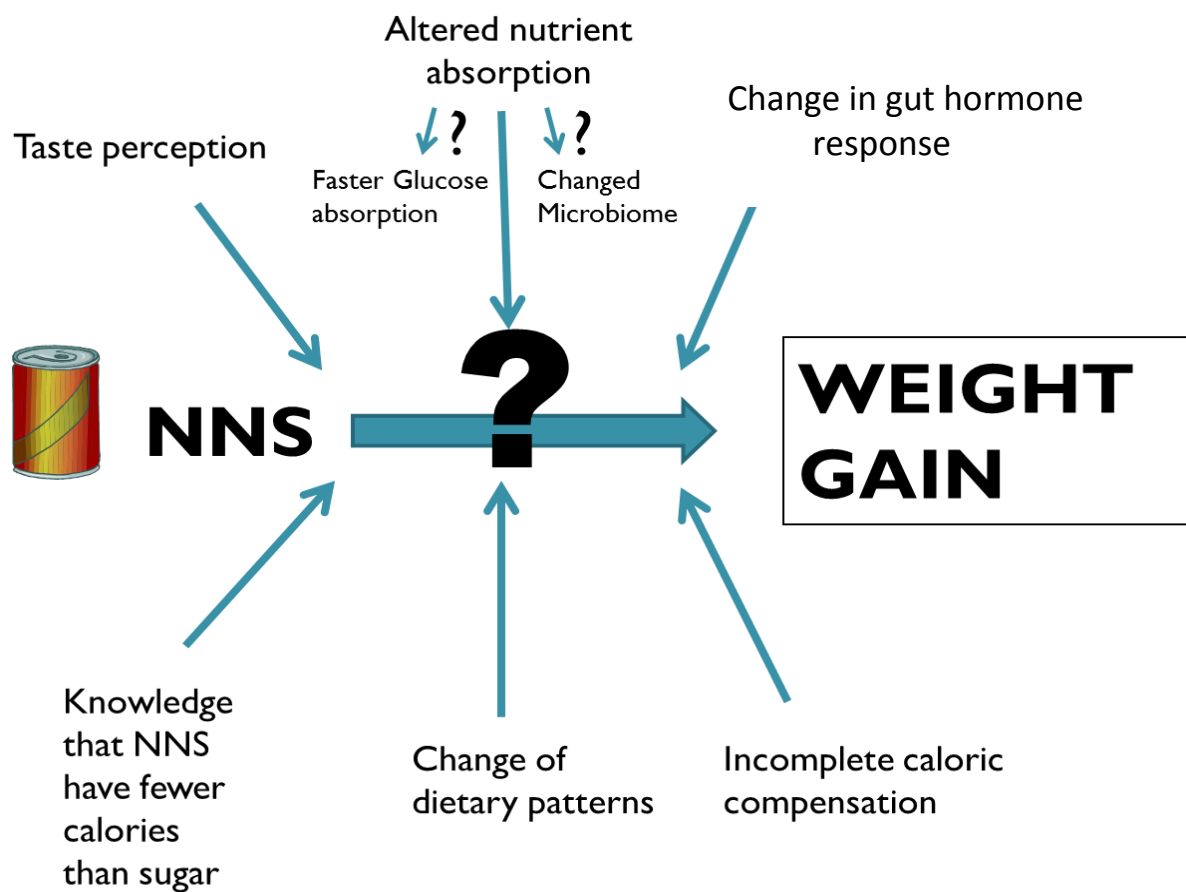 Altered nutrient
absorption
?
?
Change in gut hormone
response
Taste perception
Faster Glucose
absorption
Changed
Microbiome
NNS
?
WEIGHT
GAIN
Knowledge
that NNS
have fewer
calories
than sugar
Change of
dietary patterns
Incomplete caloric
compensation